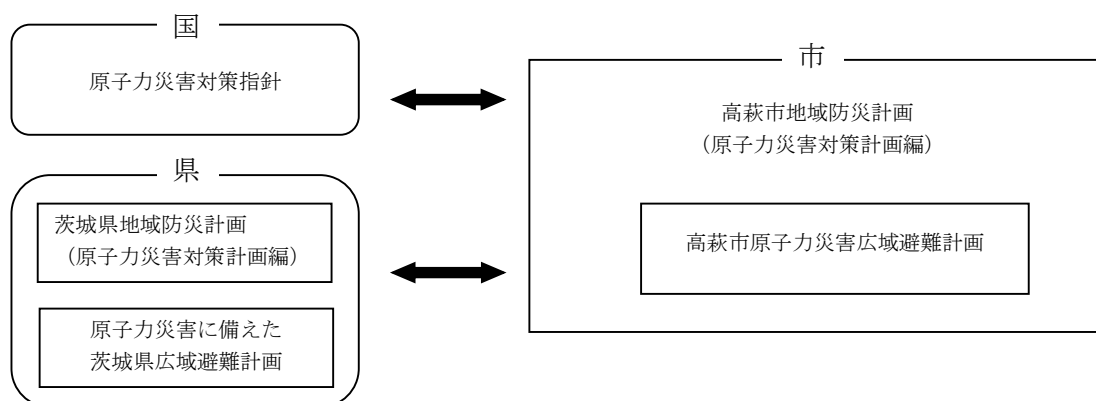 国
原子力災害対策指針
県
茨城県地域防災計画
（原子力災害対策計画編）
原子力災害に備えた
茨城県広域避難計画
市
高萩市地域防災計画
（原子力災害対策計画編）
高萩市原子力災害広域避難計画